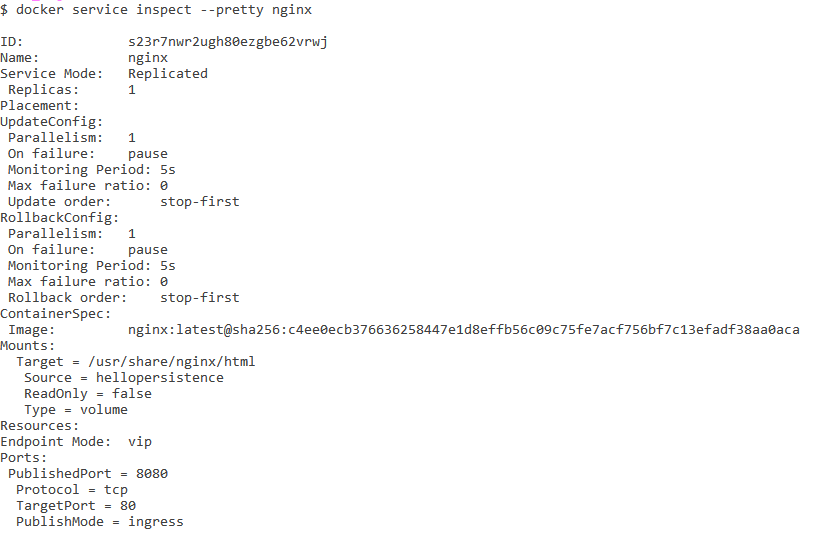 $ docker service inspect --pretty nginx

ID:             s23r7nwr2ugh80ezgbe62vrwj
Name:           nginx
Service Mode:   Replicated
 Replicas:      1
Placement:
UpdateConfig:
 Parallelism:   1
 On failure:    pause
 Monitoring Period: 5s
 Max failure ratio: 0
 Update order:      stop-first
RollbackConfig:
 Parallelism:   1
 On failure:    pause
 Monitoring Period: 5s
 Max failure ratio: 0
 Rollback order:    stop-first
ContainerSpec:
 Image:         nginx:latest@sha256:c4ee0ecb376636258447e1d8effb56c09c75fe7acf756bf7c13efadf38aa0aca
Mounts:
  Target = /usr/share/nginx/html
   Source = hellopersistence
   ReadOnly = false
   Type = volume
Resources:
Endpoint Mode:  vip
Ports:
 PublishedPort = 8080
  Protocol = tcp
  TargetPort = 80
  PublishMode = ingress